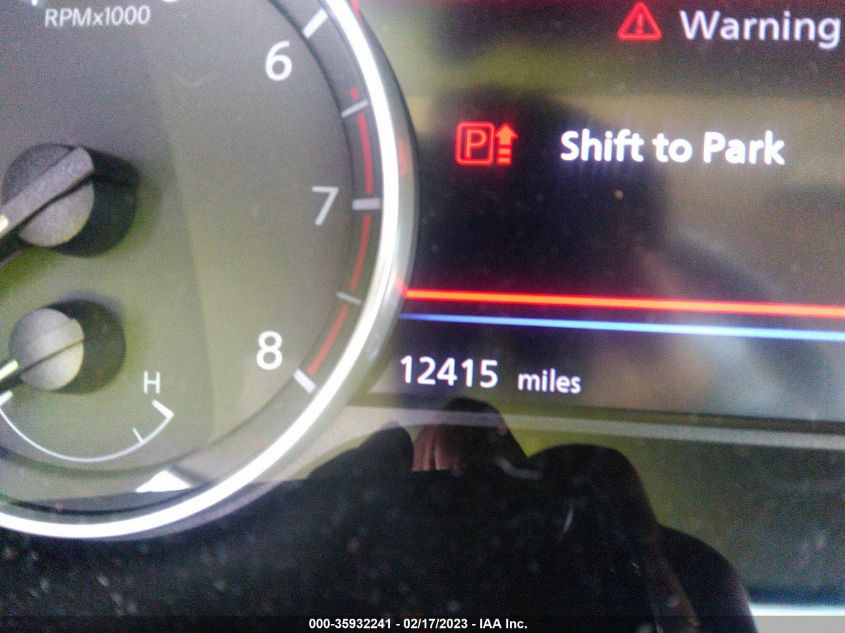 RPMx1000
6
Warning
P
Shift to Park
7
8
12415 miles
H
000-35932241 - 02/17/2023 - IAA Inc.